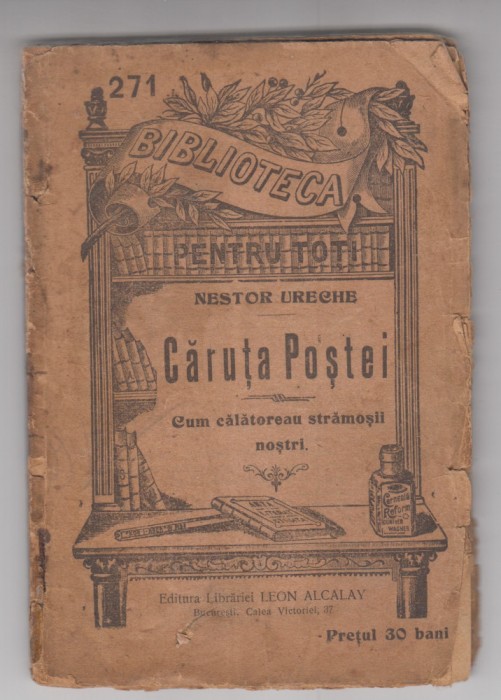 271
BIBLIOTECA
PENTRU TOȚI
NESTOR URECHE
Căruța Poștei
Cum călătoreau strămoșii
noștri.
Reform
Editura Librăriei LEON ALCALAY
București, Calea Victoriei, 37.
Prețul 30 bani